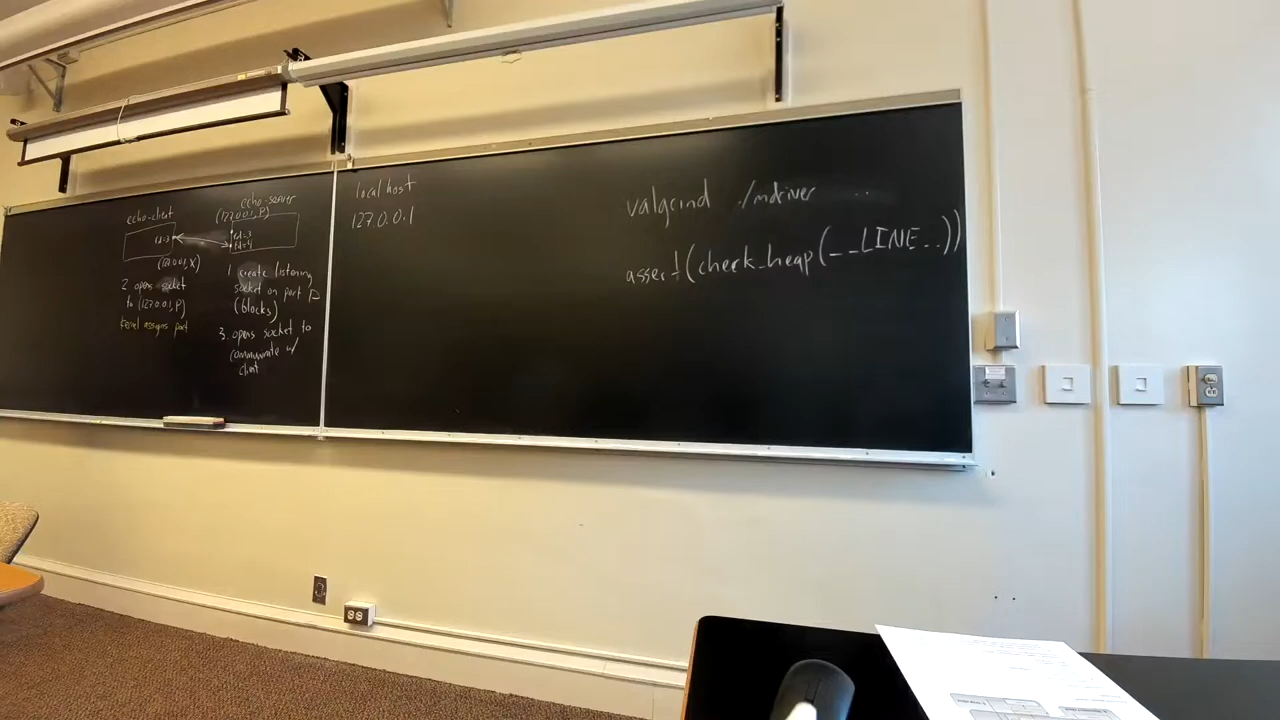 echo-client
echo-server
(127.0.0.1, P)
fd=3
fd=3
fd=4
(127.0.0.1, X)
2 opens socket
to (127.0.0.1, P)
kernel assigns port
1 create listening
socket on port P
(blocks)
3. opens socket to
communicate w/
client
localhost
127.0.0.1
valgrind ./mdriver ..
assert(check_heap(__LINE__))